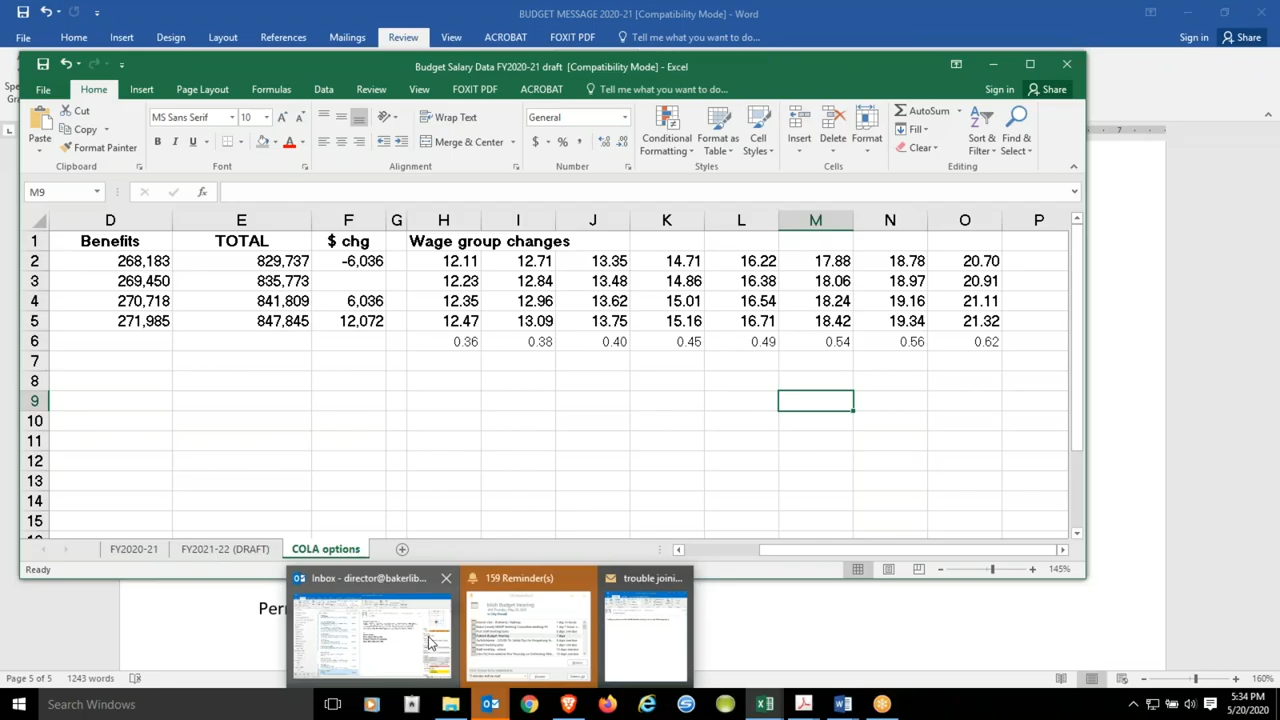 BUDGET MESSAGE 2020-21 [Compatibility Mode] - Word
File Home Insert Design Layout References Mailings Review View ACROBAT FOXIT PDF Tell me what you want to do... Sign in Share
Budget Salary Data FY2020-21 draft [Compatibility Mode] - Excel
File Home Insert Page Layout Formulas Data Review View FOXIT PDF ACROBAT Tell me what you want to do... Sign in Share
Paste Cut Copy Format Painter Clipboard
MS Sans Serif 10 B I U Font
Wrap Text Merge & Center Alignment
General $ % , Number
Conditional Formatting Format as Table Cell Styles Styles
Insert Delete Format Cells
AutoSum Fill Clear Sort & Filter Find & Select Editing
M9 fx
D E F G H I J K L M N O P
1 Benefits TOTAL $ chg Wage group changes
2 268,183 829,737 -6,036 12.11 12.71 13.35 14.71 16.22 17.88 18.78 20.70
3 269,450 835,773 12.23 12.84 13.48 14.86 16.38 18.06 18.97 20.91
4 270,718 841,809 6,036 12.35 12.96 13.62 15.01 16.54 18.24 19.16 21.11
5 271,985 847,845 12,072 12.47 13.09 13.75 15.16 16.71 18.42 19.34 21.32
6 0.36 0.38 0.40 0.45 0.49 0.54 0.56 0.62
7
8
9
10
11
12
13
14
15
FY2020-21 FY2021-22 (DRAFT) COLA options
Ready 145%
Inbox - director@bakerlib... 159 Reminder(s) trouble joini...
Per
Page 5 of 5 1243 words 160%
Search Windows
5:34 PM
5/20/2020